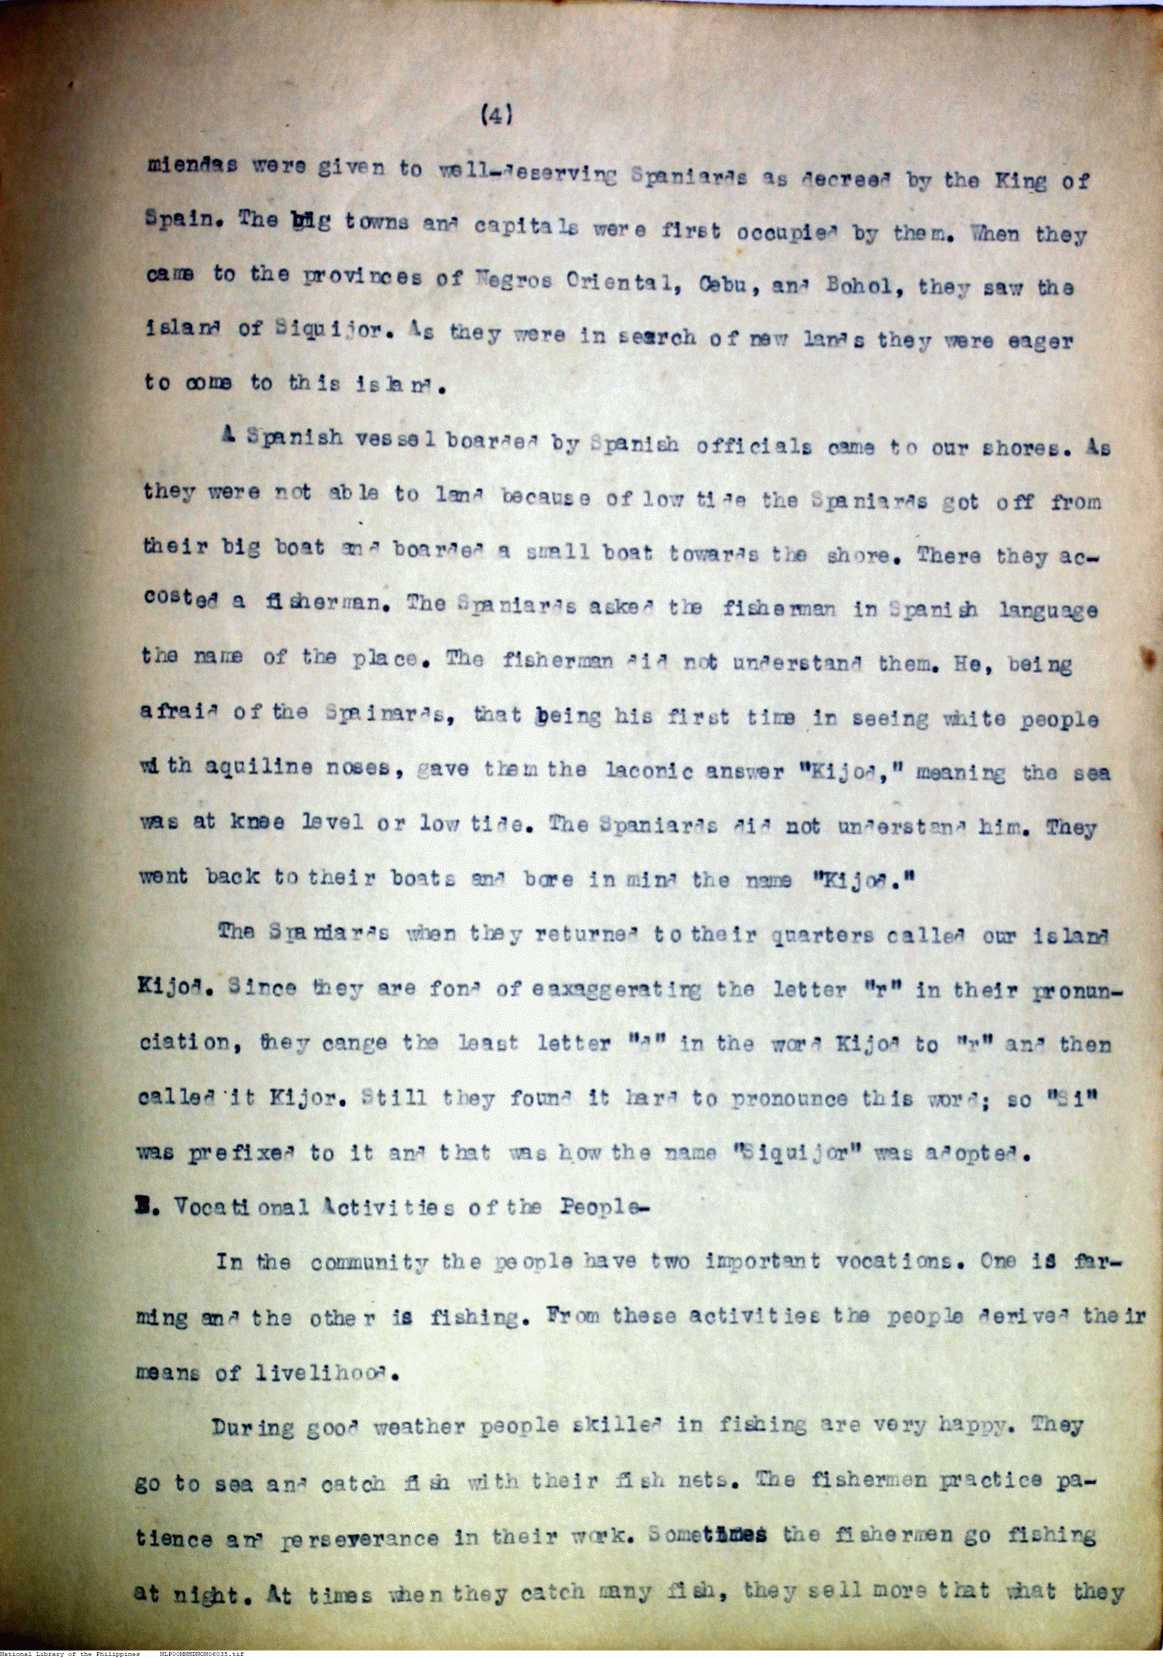 (4)
miendas were given to well-deserving Spaniards as decreed by the King of
Spain. The big towns and capitals were first occupied by them. When they
came to the provinces of Negros Oriental, Cebu, and Bohol, they saw the
island of Siquijor. As they were in search of new lands they were eager
to come to this island.
A Spanish vessel boarded by Spanish officials came to our shores. As
they were not able to land because of low tide the Spaniards got off from
their big boat and boarded a small boat towards the shore. There they ac-
costed a fisherman. The Spaniards asked the fisherman in Spanish language
the name of the place. The fisherman did not understand them. He, being
afraid of the Spainards, that being his first time in seeing white people
with aquiline noses, gave them the laconic answer "Kijod," meaning the sea
was at knee level or low tide. The Spaniards did not understand him. They
went back to their boats and bore in mind the name "Kijod."
The Spaniards when they returned to their quarters called our island
Kijod. Since they are fond of eaxaggerating the letter "r" in their pronun-
ciation, they cange the least letter "d" in the word Kijod to "r" and then
called it Kijor. Still they found it hard to pronounce this word; so "Si"
was prefixed to it and that was how the name "Siquijor" was adopted.
B. Vocational Activities of the People-
In the community the people have two important vocations. One is far-
ming and the other is fishing. From these activities the people derived their
means of livelihood.
During good weather people skilled in fishing are very happy. They
go to sea and catch fish with their fish nets. The fishermen practice pa-
tience and perseverance in their work. Sometimes the fishermen go fishing
at night. At times when they catch many fish, they sell more that what they
National Library of the Philippines NLP00MNMDNOM06035.tif